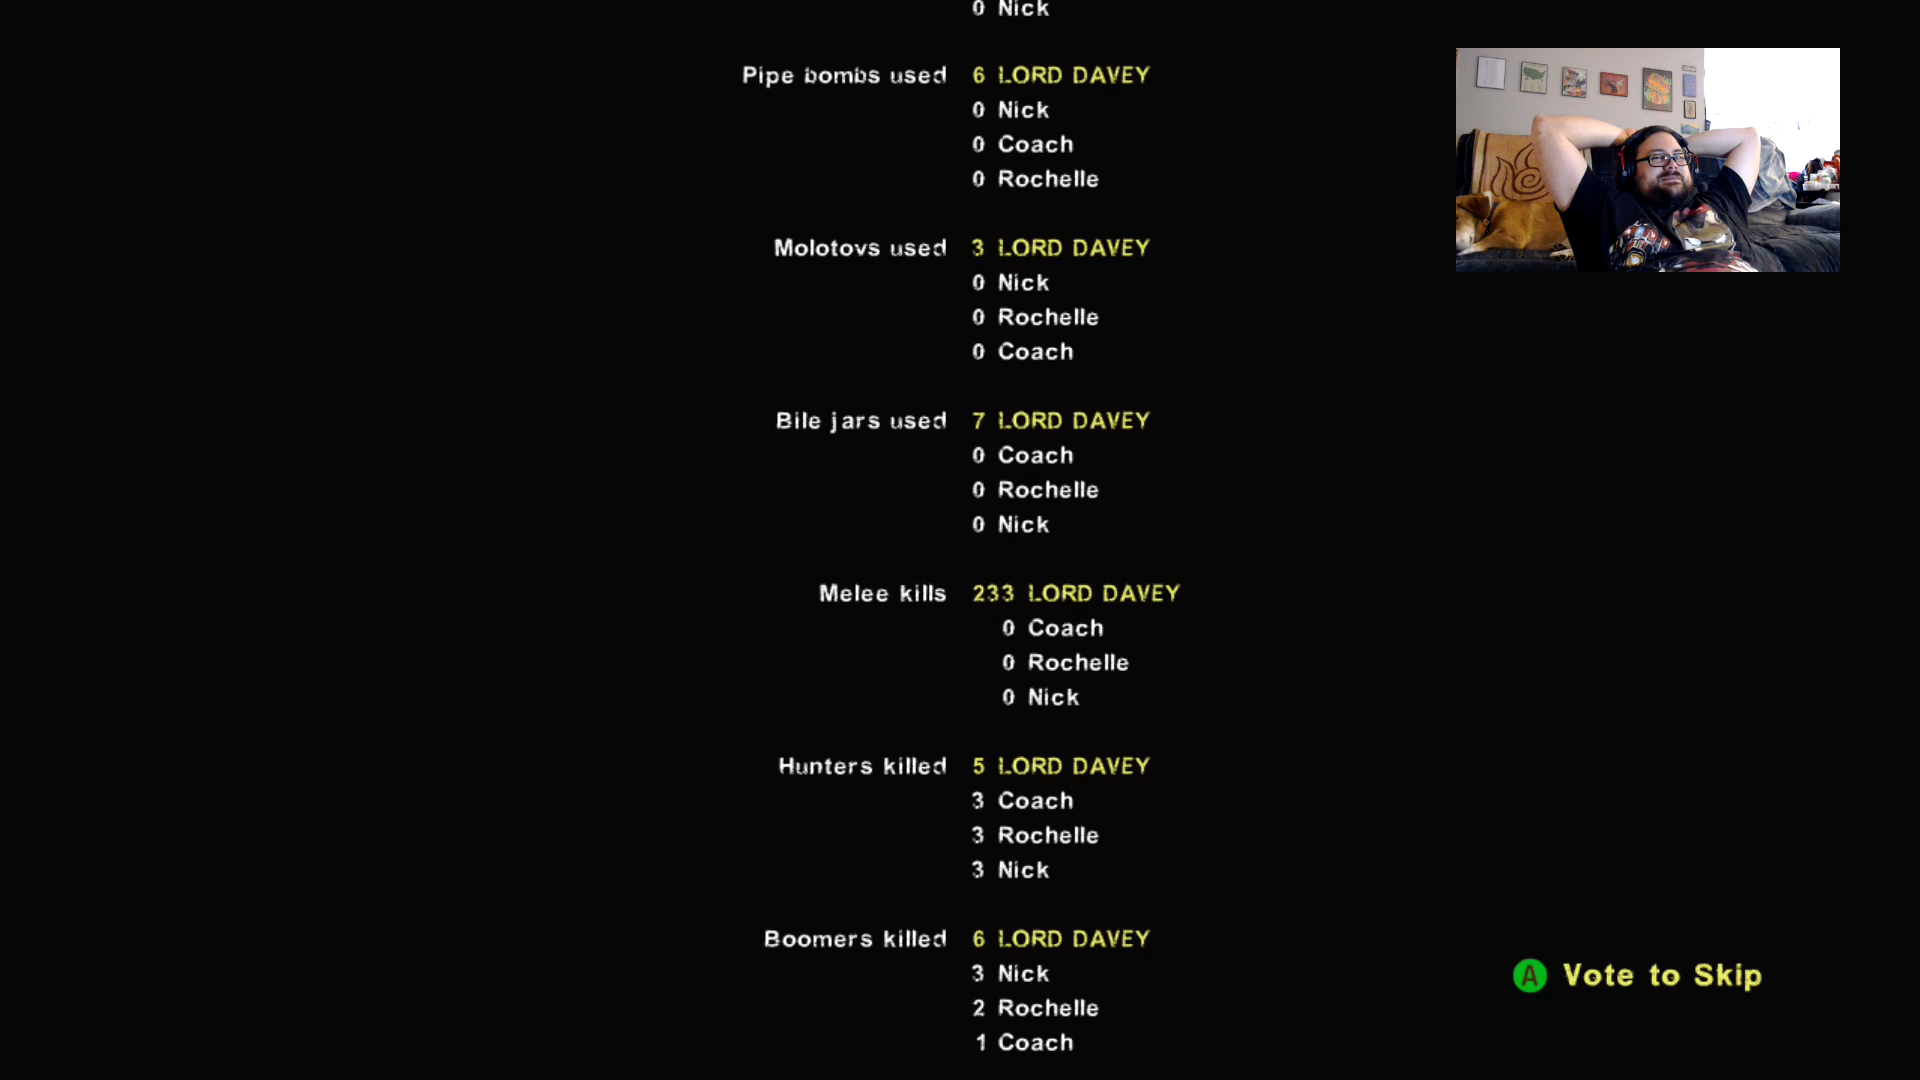 0 Nick
Pipe bombs used 6 LORD DAVEY
0 Nick
0 Coach
0 Rochelle
Molotovs used 3 LORD DAVEY
0 Nick
0 Rochelle
0 Coach
Bile jars used 7 LORD DAVEY
0 Coach
0 Rochelle
0 Nick
Melee kills 233 LORD DAVEY
0 Coach
0 Rochelle
0 Nick
Hunters killed 5 LORD DAVEY
3 Coach
3 Rochelle
3 Nick
Boomers killed 6 LORD DAVEY
3 Nick
2 Rochelle
1 Coach
A Vote to Skip